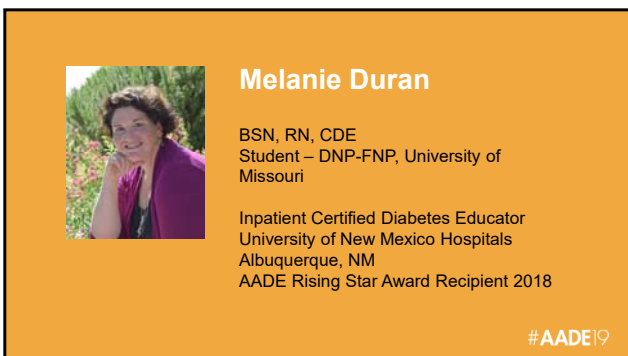 Melanie Duran
BSN, RN, CDE
Student – DNP-FNP, University of
Missouri
Inpatient Certified Diabetes Educator
University of New Mexico Hospitals
Albuquerque, NM
AADE Rising Star Award Recipient 2018
#AADE19